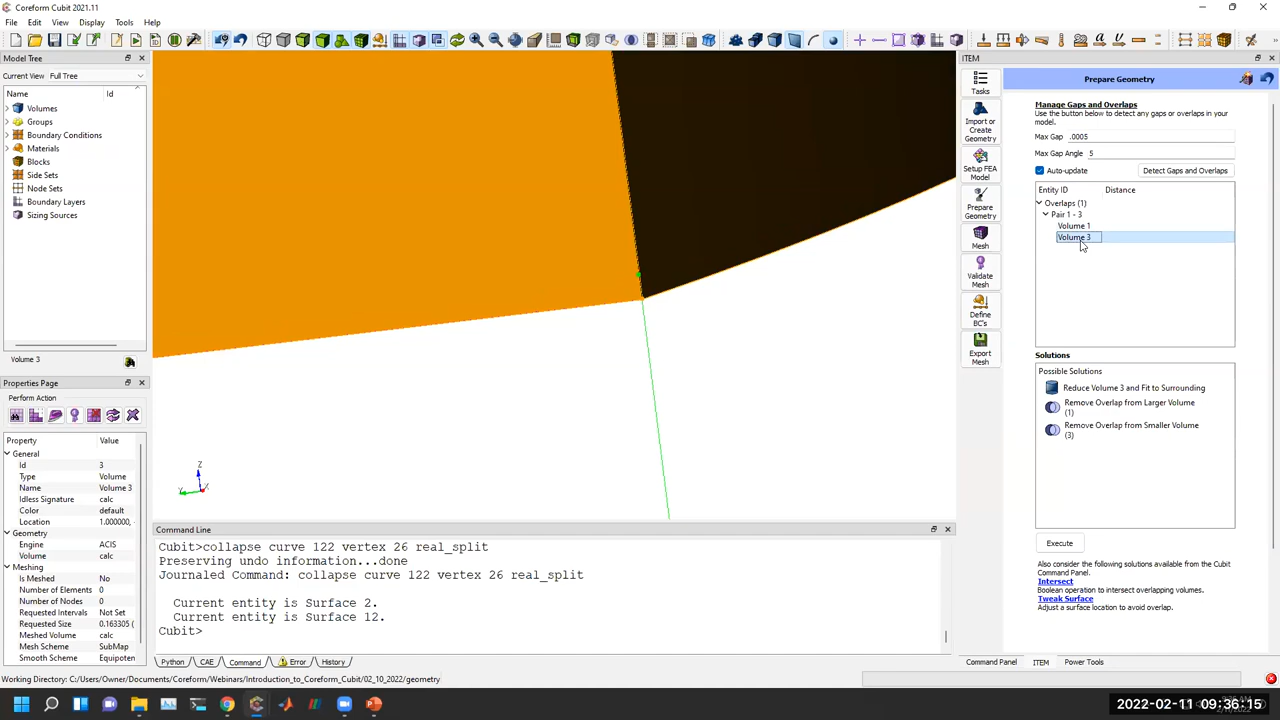 Coreform Cubit 2021.11
File Edit View Display Tools Help
Model Tree
Current View Full Tree
Name Id
Volumes
Groups
Boundary Conditions
Materials
Blocks
Side Sets
Node Sets
Boundary Layers
Sizing Sources
Volume 3
Properties Page
Perform Action
Property Value
General
Id 3
Type Volume
Name Volume 3
Idless Signature calc
Color default
Location 1.000000,
Geometry
Engine ACIS
Volume calc
Meshing
Is Meshed No
Number of Elements 0
Number of Nodes 0
Requested Intervals Not Set
Requested Size 0.163305 (
Meshed Volume calc
Mesh Scheme SubMap
Smooth Scheme Equipoten
Z
Y
Command Line
Cubit>collapse curve 122 vertex 26 real_split
Preserving undo information...done
Journaled Command: collapse curve 122 vertex 26 real_split
Current entity is Surface 2.
Current entity is Surface 12.
Cubit>
Python CAE Command Error History
ITEM
Tasks
Import or Create Geometry
Setup FEA Model
Prepare Geometry
Mesh
Validate Mesh
Define BC's
Export Mesh
Prepare Geometry
Manage Gaps and Overlaps
Use the button below to detect any gaps or overlaps in your
model.
Max Gap .0005
Max Gap Angle 5
Auto-update Detect Gaps and Overlaps
Entity ID Distance
Overlaps (1)
Pair 1 - 3
Volume 1
Volume 3
Solutions
Possible Solutions
Reduce Volume 3 and Fit to Surrounding
Remove Overlap from Larger Volume
(1)
Remove Overlap from Smaller Volume
(3)
Execute
Also consider the following solutions available from the Cubit
Command Panel.
Intersect
Boolean operation to intersect overlapping volumes.
Tweak Surface
Adjust a surface location to avoid overlap.
Command Panel ITEM Power Tools
Working Directory: C:/Users/Owner/Documents/Coreform/Webinars/Introduction_to_Coreform_Cubit/02_10_2022/geometry
2022-02-11 09:36:15